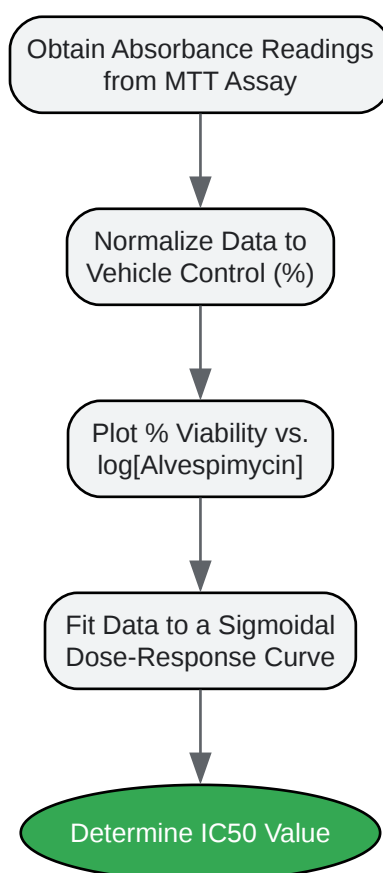 Obtain Absorbance Readings
from MTT Assay
Normalize Data to
Vehicle Control (%)
Plot % Viability vs.
log[Alvespimycin]
Fit Data to a Sigmoidal
Dose-Response Curve
Determine IC50 Value